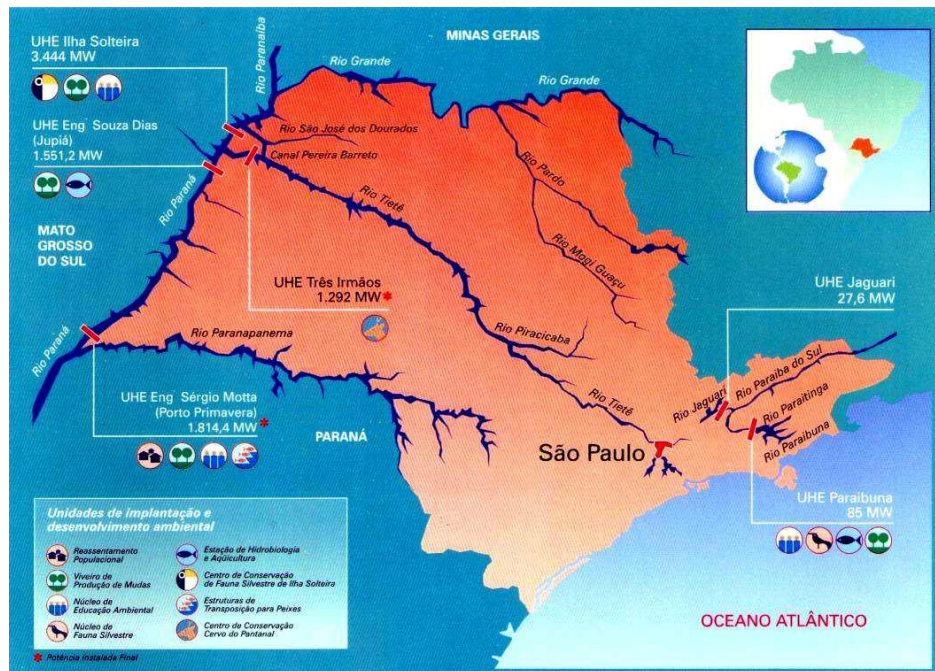 UHE Ilha Solteira
3.444 MW
MINAS GERAIS
Rio Paranaíba
Rio Grande
Rio Grande
UHE Eng° Souza Dias
(Jupiá)
1.551,2 MW
Rio São José dos Dourados
Canal Pereira Barreto
Rio Paraná
Rio Tietê
Rio Pardo
Rio Mogi Guaçu
MATO
GROSSO
DO SUL
UHE Três Irmãos
1.292 MW*
UHE Jaguari
27,6 MW
Rio Paraná
Rio Paranapanema
Rio Piracicaba
Rio Tietê
Rio Jaguari
Rio Paraiba do Sul
Rio Paraitinga
Rio Paraibuna
UHE Eng° Sérgio Motta
(Porto Primavera)
1.814,4 MW*
PARANÁ
São Paulo
UHE Paraibuna
85 MW
Unidades de implantação e
desenvolvimento ambiental
Reassentamento
Populacional
Viveiro de
Produção de Mudas
Núcleo de
Educação Ambiental
Núcleo de
Fauna Silvestre
Estação de Hidrobiologia
e Aqüicultura
Centro de Conservação
de Fauna Silvestre de Ilha Solteira
Estruturas de
Transposição para Peixes
Centro de Conservação
Cervo do Pantanal
* Potência Instalada Final
OCEANO ATLÂNTICO